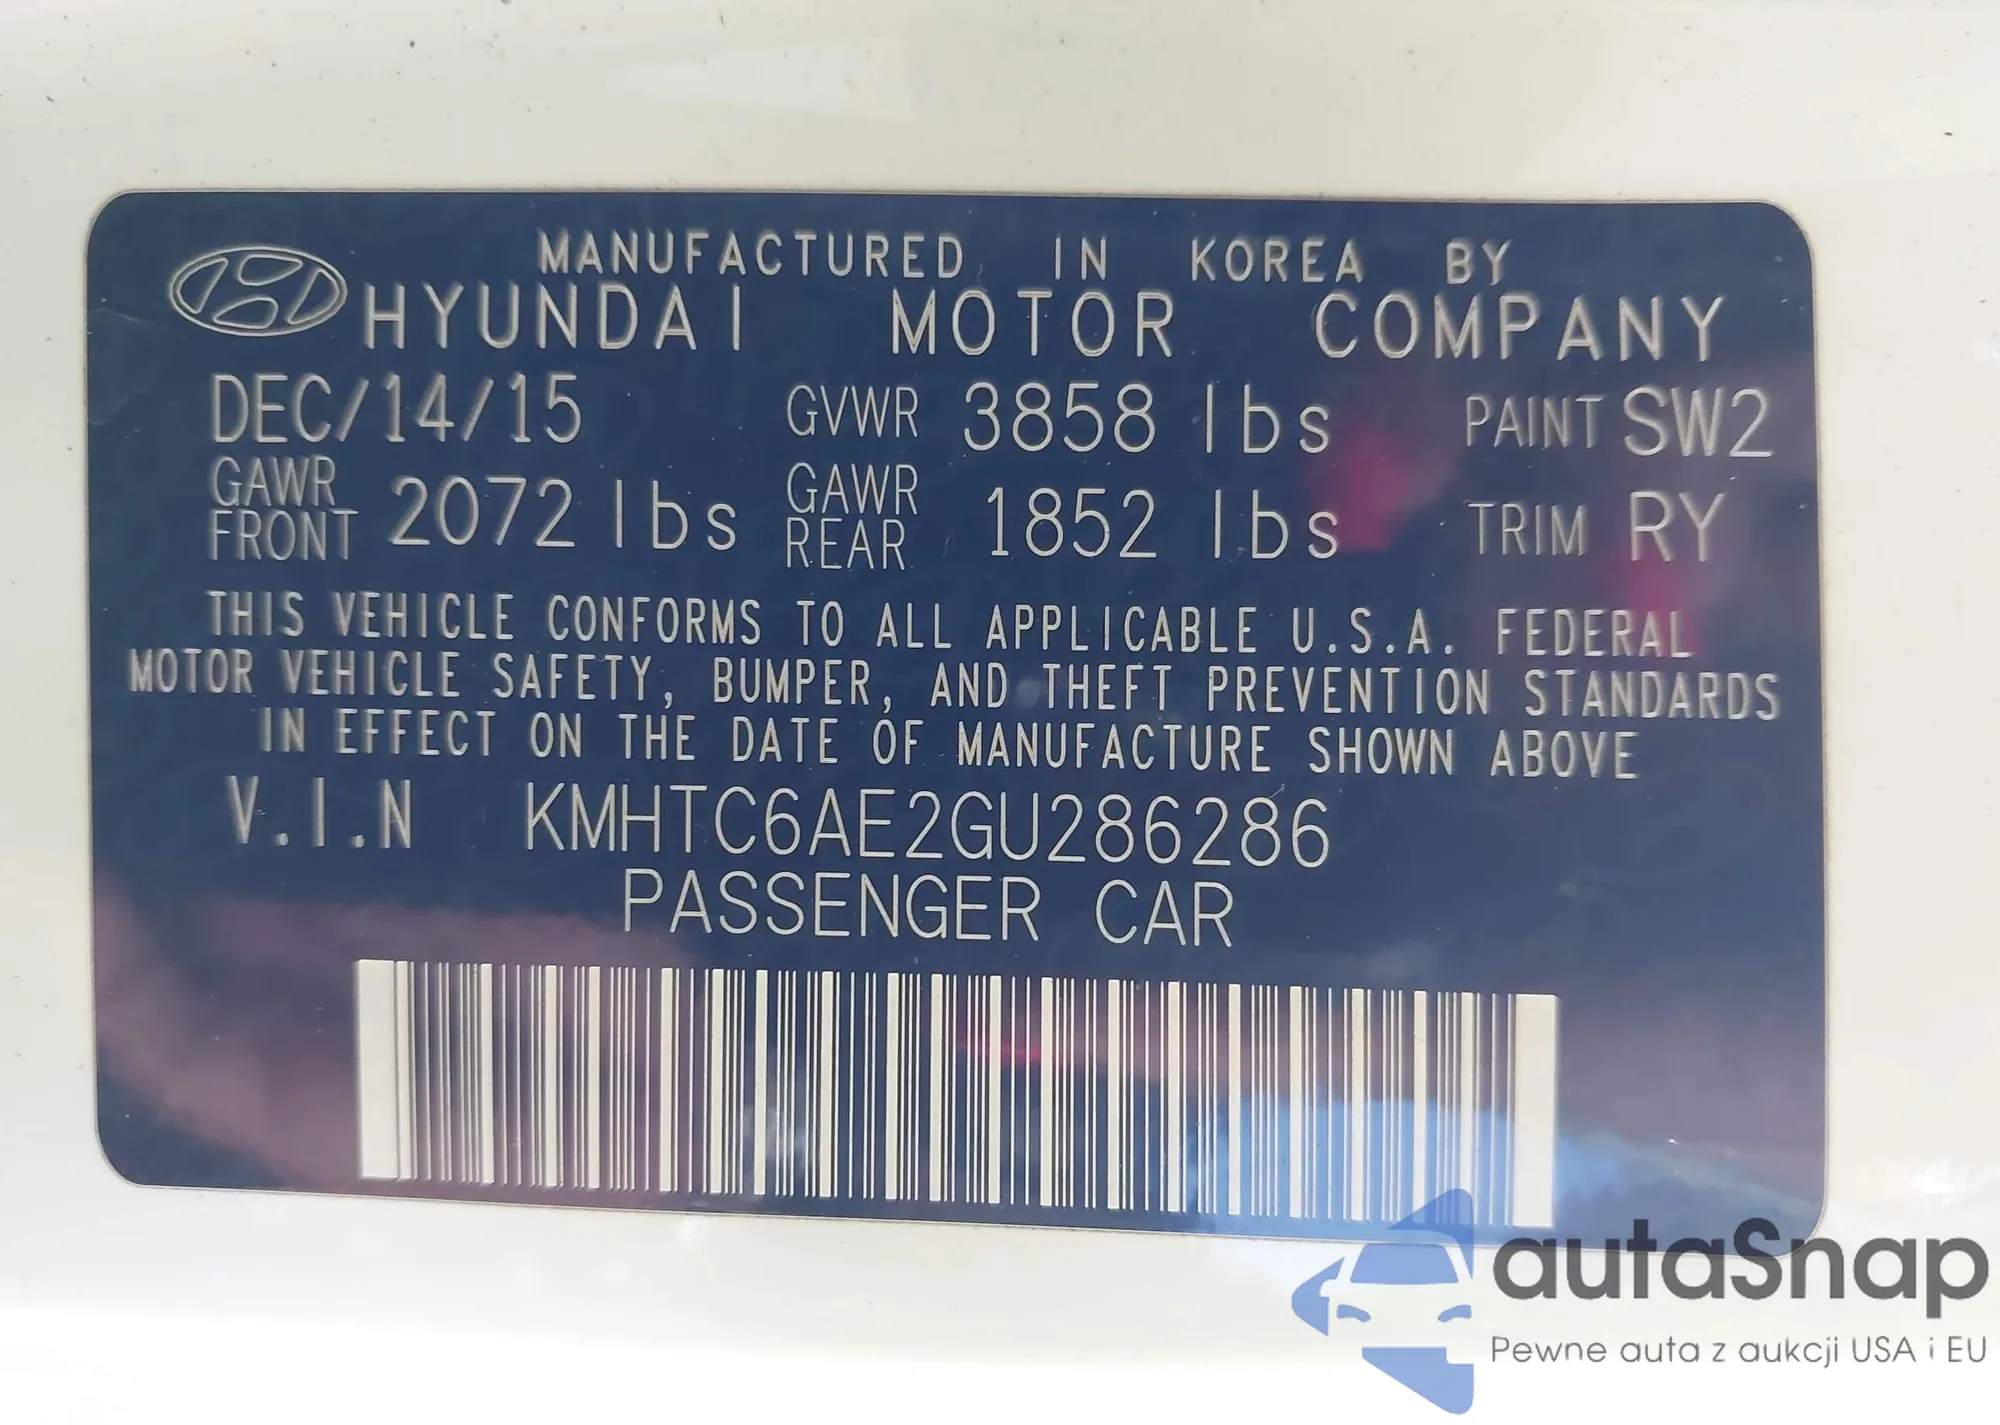 MANUFACTURED IN KOREA BY
HYUNDAI MOTOR COMPANY
DEC/14/15 GVWR 3858 lbs PAINT SW2
GAWR FRONT 2072 lbs GAWR REAR 1852 lbs TRIM RY
THIS VEHICLE CONFORMS TO ALL APPLICABLE U.S.A. FEDERAL
MOTOR VEHICLE SAFETY, BUMPER, AND THEFT PREVENTION STANDARDS
IN EFFECT ON THE DATE OF MANUFACTURE SHOWN ABOVE
V.I.N KMHTC6AE2GU286286
PASSENGER CAR
autaSnap
Pewne auta z aukcji USA i EU